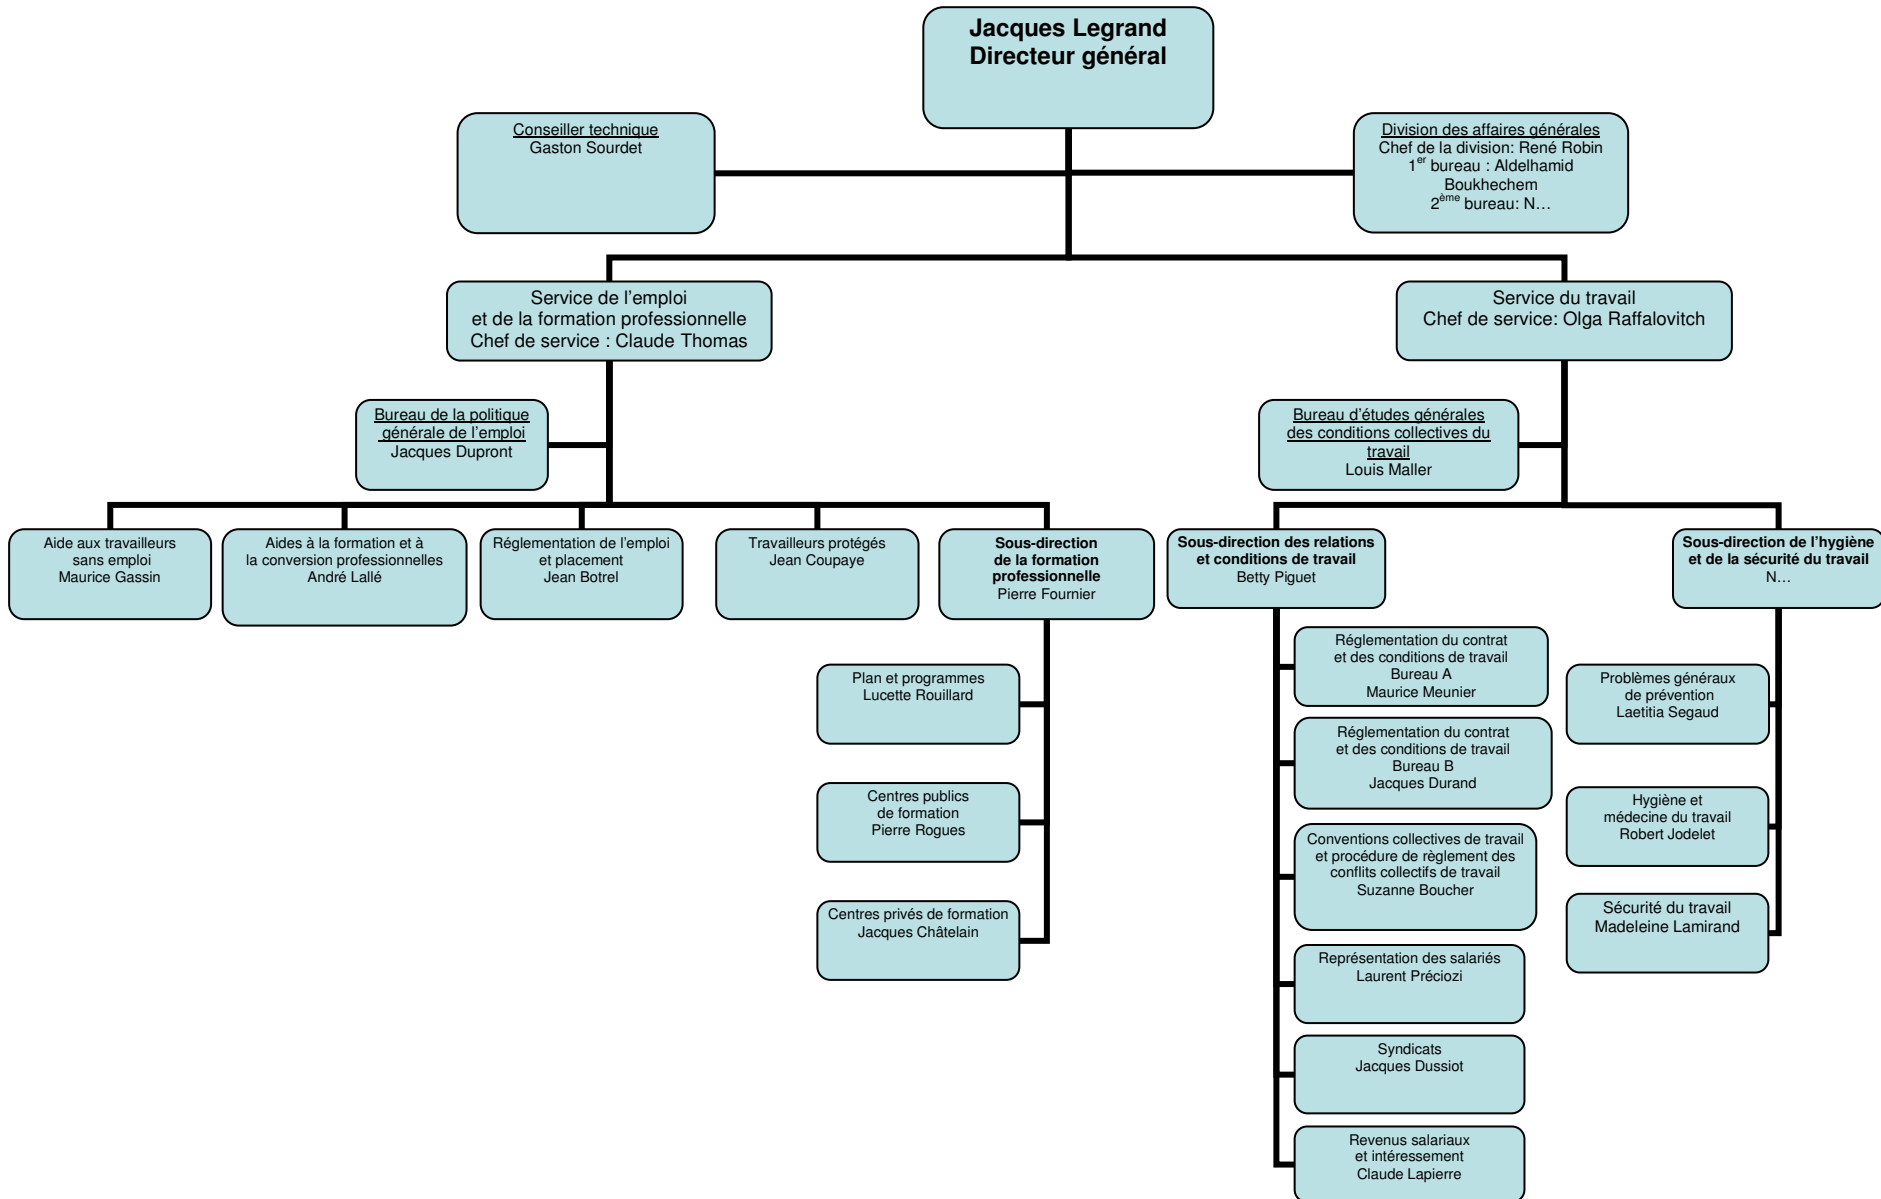 Jacques Legrand
Directeur général
Conseiller technique
Gaston Sourdet
Division des affaires générales
Chef de la division: René Robin
1er bureau : Aldelhamid
Boukhechem
2ème bureau: N…
Service de l'emploi
et de la formation professionnelle
Chef de service : Claude Thomas
Service du travail
Chef de service: Olga Raffalovitch
Bureau de la politique
générale de l'emploi
Jacques Dupront
Bureau d'études générales
des conditions collectives du
travail
Louis Maller
Aide aux travailleurs
sans emploi
Maurice Gassin
Aides à la formation et à
la conversion professionnelles
André Lallé
Réglementation de l'emploi
et placement
Jean Botrel
Travailleurs protégés
Jean Coupaye
Sous-direction
de la formation
professionnelle
Pierre Fournier
Sous-direction des relations
et conditions de travail
Betty Piguet
Sous-direction de l'hygiène
et de la sécurité du travail
N…
Plan et programmes
Lucette Rouillard
Centres publics
de formation
Pierre Rogues
Centres privés de formation
Jacques Châtelain
Réglementation du contrat
et des conditions de travail
Bureau A
Maurice Meunier
Réglementation du contrat
et des conditions de travail
Bureau B
Jacques Durand
Conventions collectives de travail
et procédure de règlement des
conflits collectifs de travail
Suzanne Boucher
Représentation des salariés
Laurent Préciozi
Syndicats
Jacques Dussiot
Revenus salariaux
et intéressement
Claude Lapierre
Problèmes généraux
de prévention
Laetitia Segaud
Hygiène et
médecine du travail
Robert Jodelet
Sécurité du travail
Madeleine Lamirand